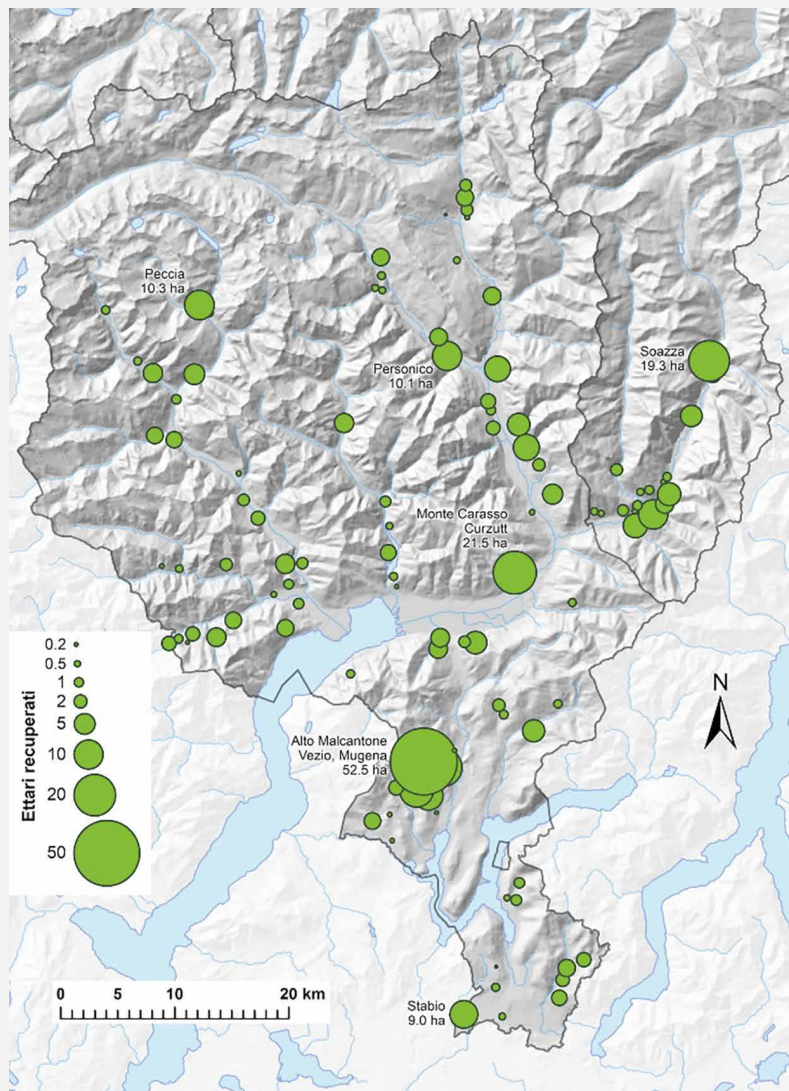 Peccia
10.3 ha
Personico
10.1 ha
Soazza
19.3 ha
Monte Carasso
Curzutt
21.5 ha
Alto Malcantone
Vezio, Mugena
52.5 ha
Stabio
9.0 ha
N
Ettari recuperati
0.2
0.5
1
2
5
10
20
50
0 5 10 20 km